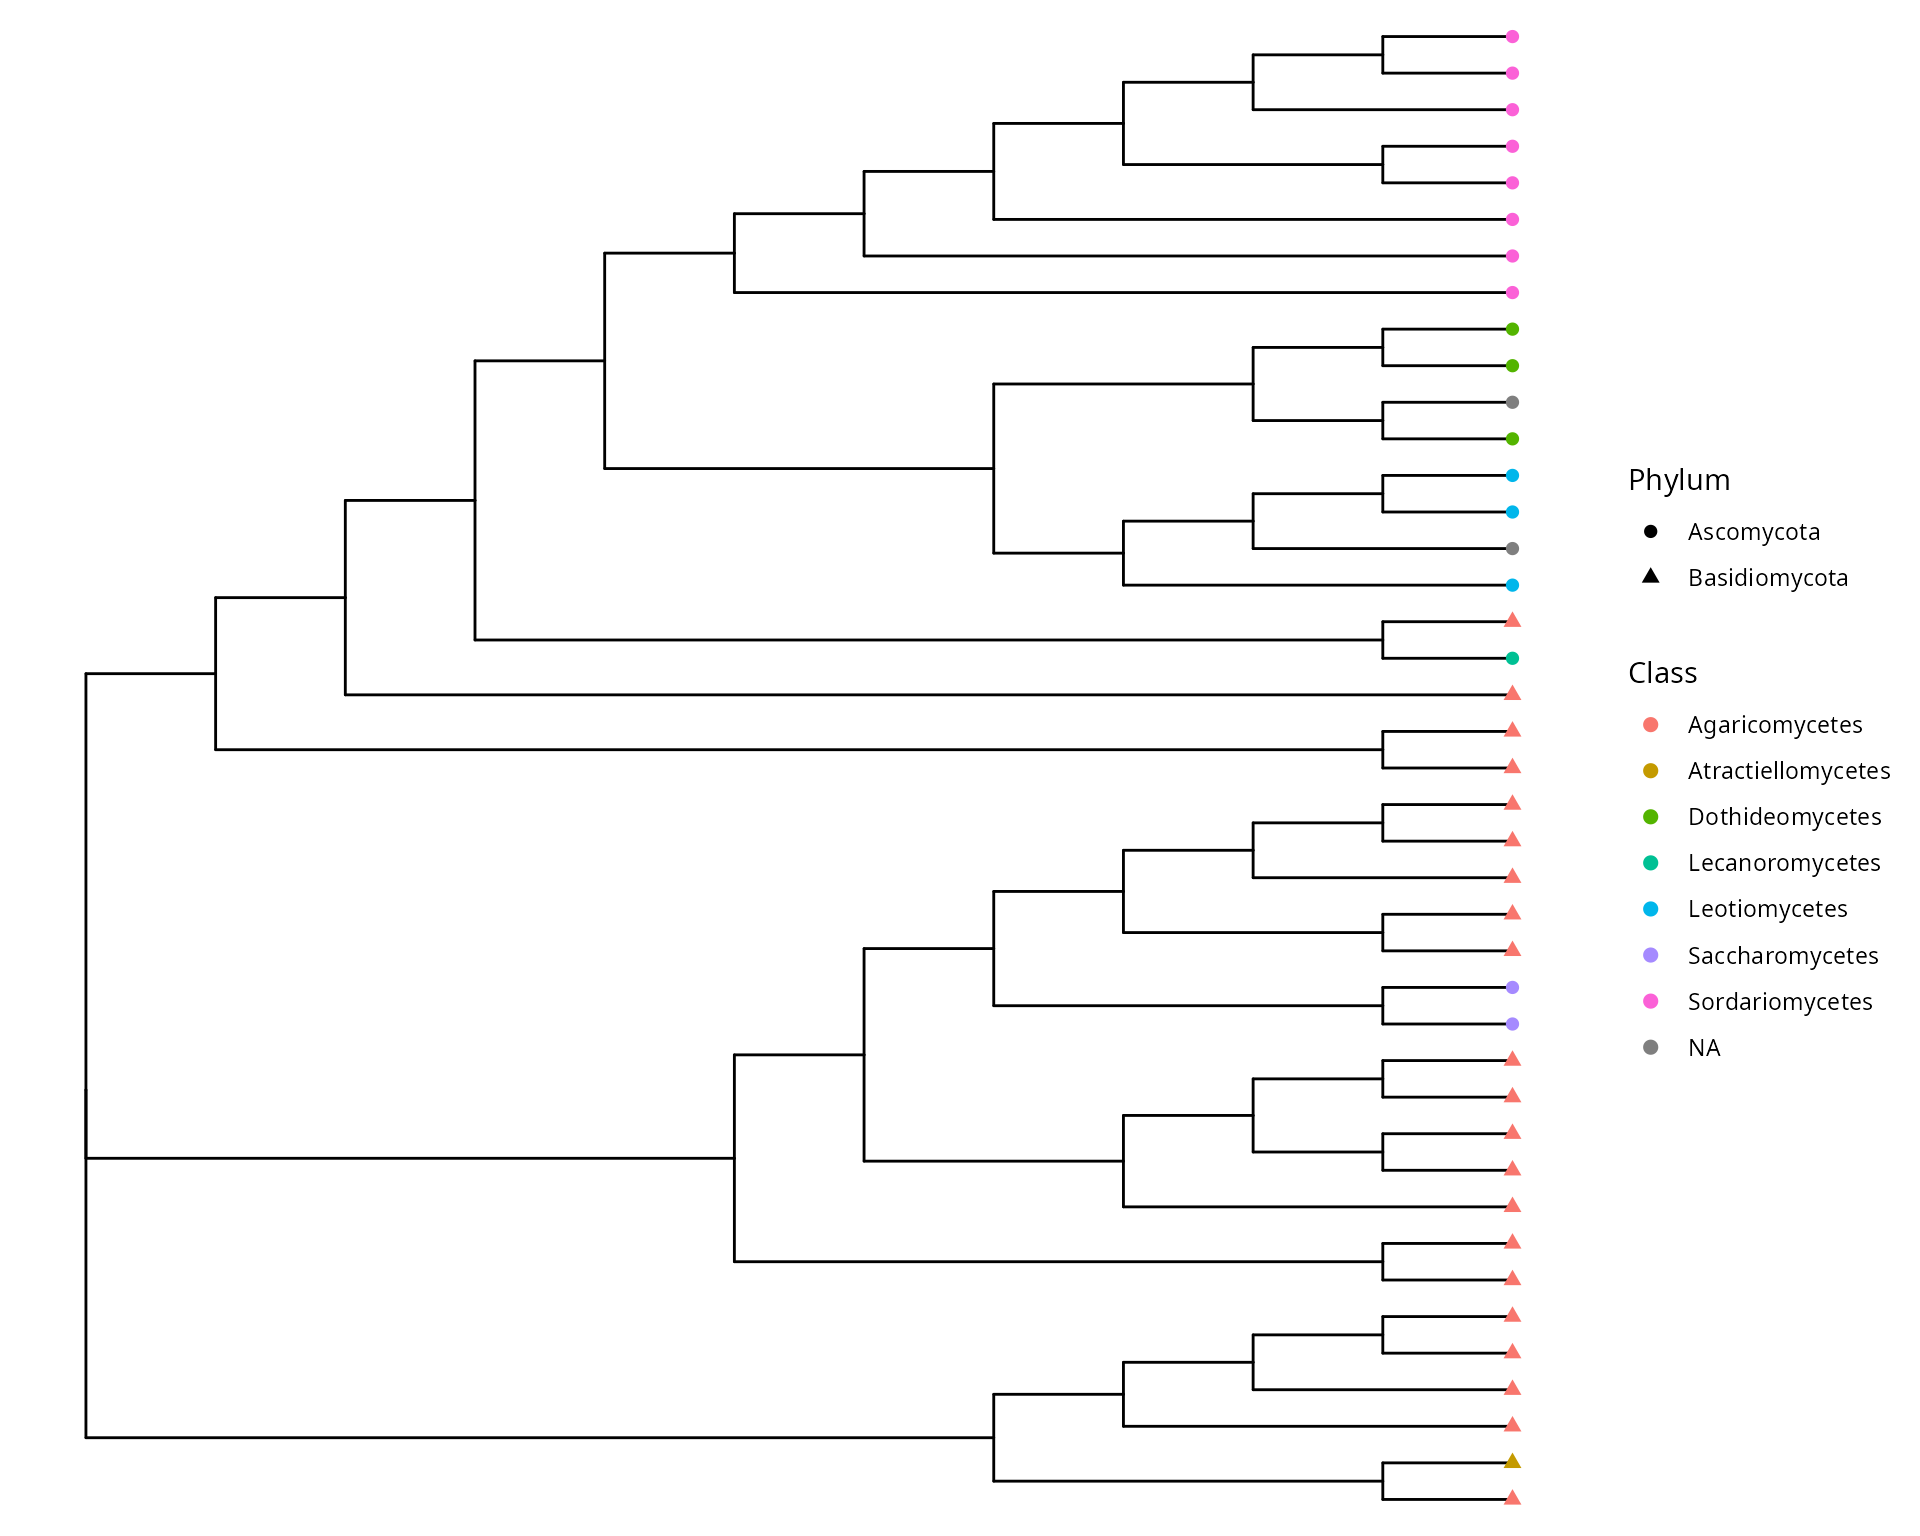 Phylum
Ascomycota
Basidiomycota
Class
Agaricomycetes
Atractiellomycetes
Dothideomycetes
Lecanoromycetes
Leotiomycetes
Saccharomycetes
Sordariomycetes
NA